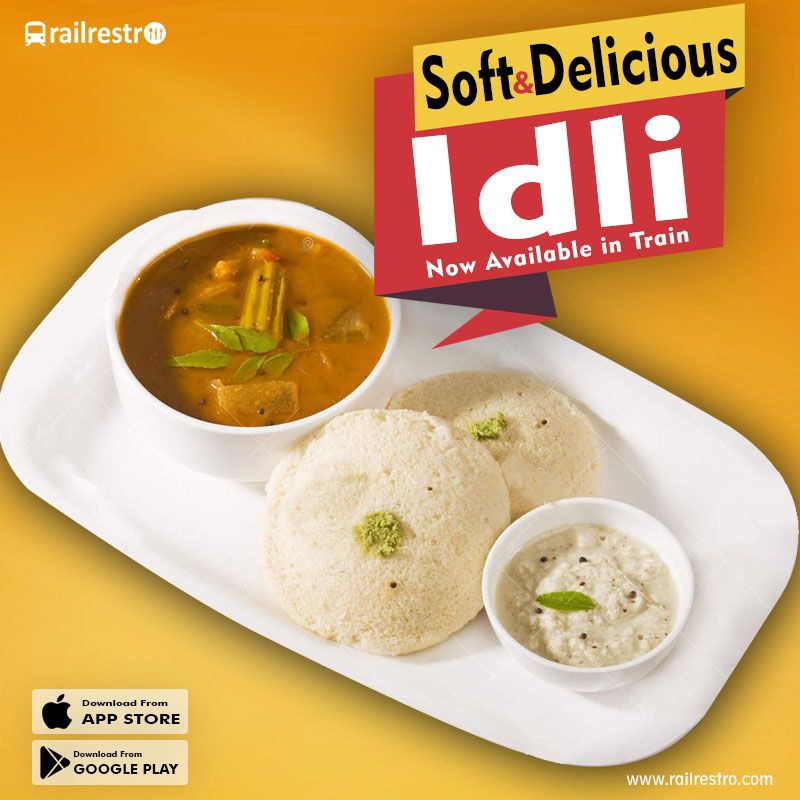 railrestro
Soft & Delicious
Idli
Now Available in Train
Download From
APP STORE
Download From
GOOGLE PLAY
www.railrestro.com